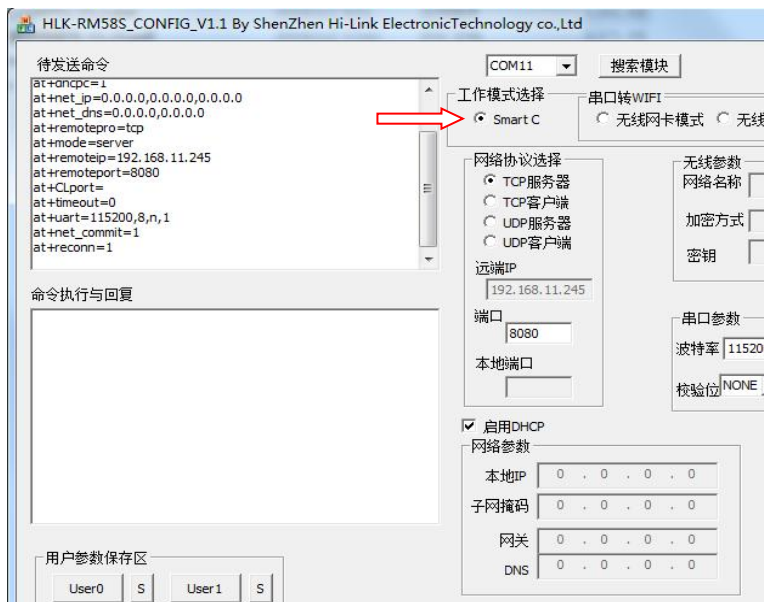 HLK-RM58S_CONFIG_V1.1 By ShenZhen Hi-Link ElectronicTechnology co.,Ltd
待发送命令
at+dhcpc=1
at+net_ip=0.0.0.0,0.0.0.0,0.0.0.0
at+net_dns=0.0.0.0,0.0.0.0
at+remotepro=tcp
at+mode=server
at+remoteip=192.168.11.245
at+remoteport=8080
at+CLport=
at+timeout=0
at+uart=115200,8,n,1
at+net_commit=1
at+reconn=1
命令执行与回复
用户参数保存区
User0 S User1 S
COM11 搜索模块
工作模式选择
Smart C
串口转WIFI
无线网卡模式 无线
网络协议选择
TCP服务器
TCP客户端
UDP服务器
UDP客户端
远端IP
192.168.11.245
端口
8080
本地端口
无线参数
网络名称
加密方式
密钥
串口参数
波特率 11520
校验位 NONE
启用DHCP
网络参数
本地IP 0 . 0 . 0 . 0
子网掩码 0 . 0 . 0 . 0
网关 0 . 0 . 0 . 0
DNS 0 . 0 . 0 . 0